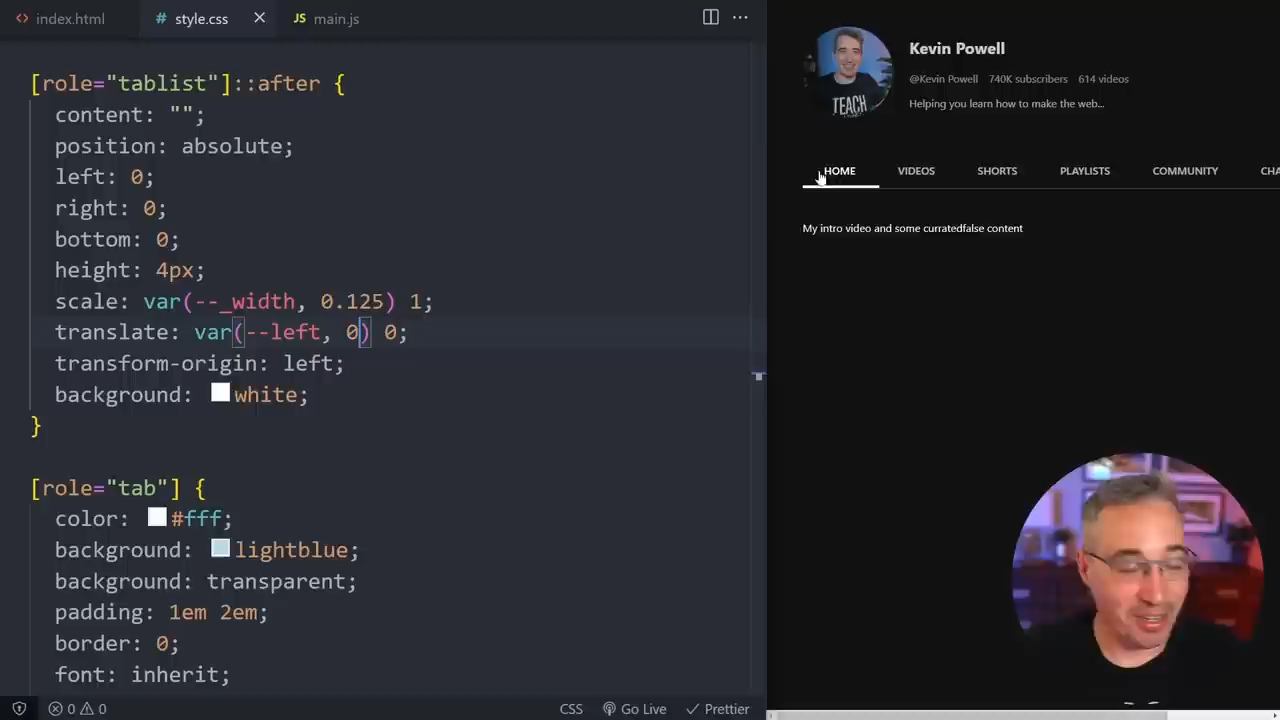 index.html
style.css
main.js
[role="tablist"]::after {
content: "";
position: absolute;
left: 0;
right: 0;
bottom: 0;
height: 4px;
scale: var(--_width, 0.125) 1;
translate: var(--left, 0) 0;
transform-origin: left;
background: white;
}
[role="tab"] {
color: #fff;
background: lightblue;
background: transparent;
padding: 1em 2em;
border: 0;
font: inherit;
0 0
CSS
Go Live
Prettier
Kevin Powell
@Kevin Powell 740K subscribers 614 videos
Helping you learn how to make the web...
TEACH
HOME VIDEOS SHORTS PLAYLISTS COMMUNITY CHA
My intro video and some curratedfalse content